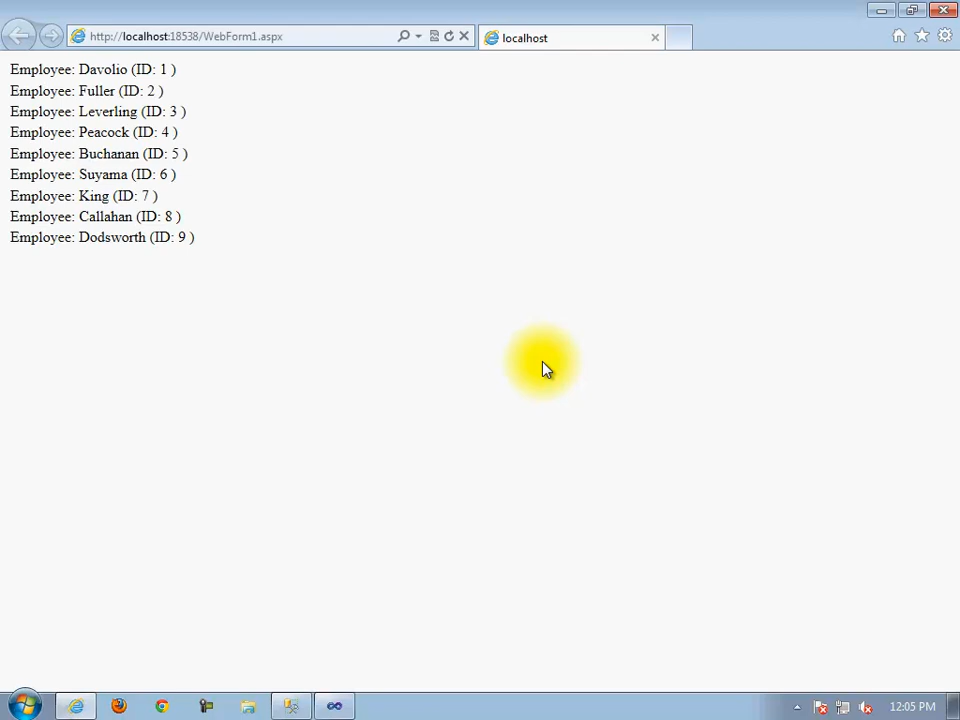 http://localhost:18538/WebForm1.aspx
localhost
Employee: Davolio (ID: 1 )
Employee: Fuller (ID: 2 )
Employee: Leverling (ID: 3 )
Employee: Peacock (ID: 4 )
Employee: Buchanan (ID: 5 )
Employee: Suyama (ID: 6 )
Employee: King (ID: 7 )
Employee: Callahan (ID: 8 )
Employee: Dodsworth (ID: 9 )
12:05 PM